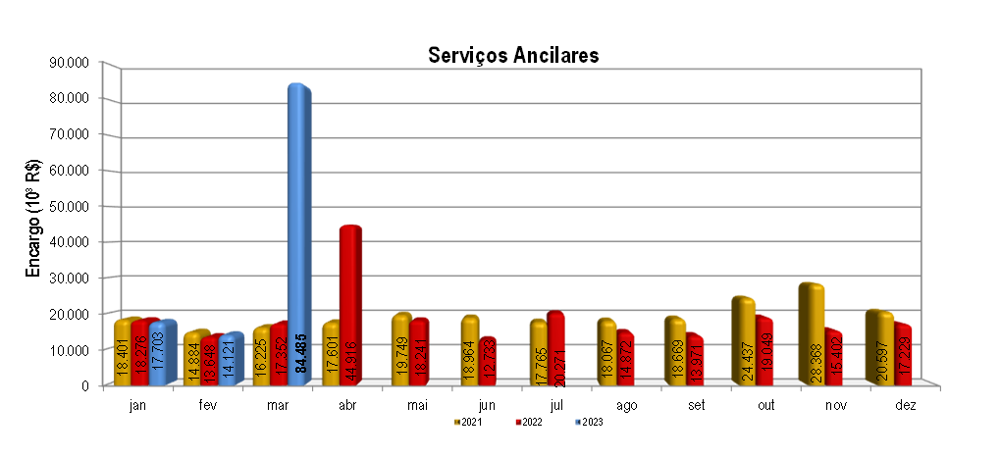 Serviços Ancilares
Encargo (10³ R$)
90.000
80.000
70.000
60.000
50.000
40.000
30.000
20.000
10.000
0
18.401 18.276 17.703
14.884 13.648 14.121
16.225 17.352 84.485
17.601 44.916
19.749 18.241
18.964 12.733
17.765 20.271
18.067 14.872
18.669 13.971
24.437 19.049
28.368 15.402
20.597 17.229
jan fev mar abr mai jun jul ago set out nov dez
2021 2022 2023